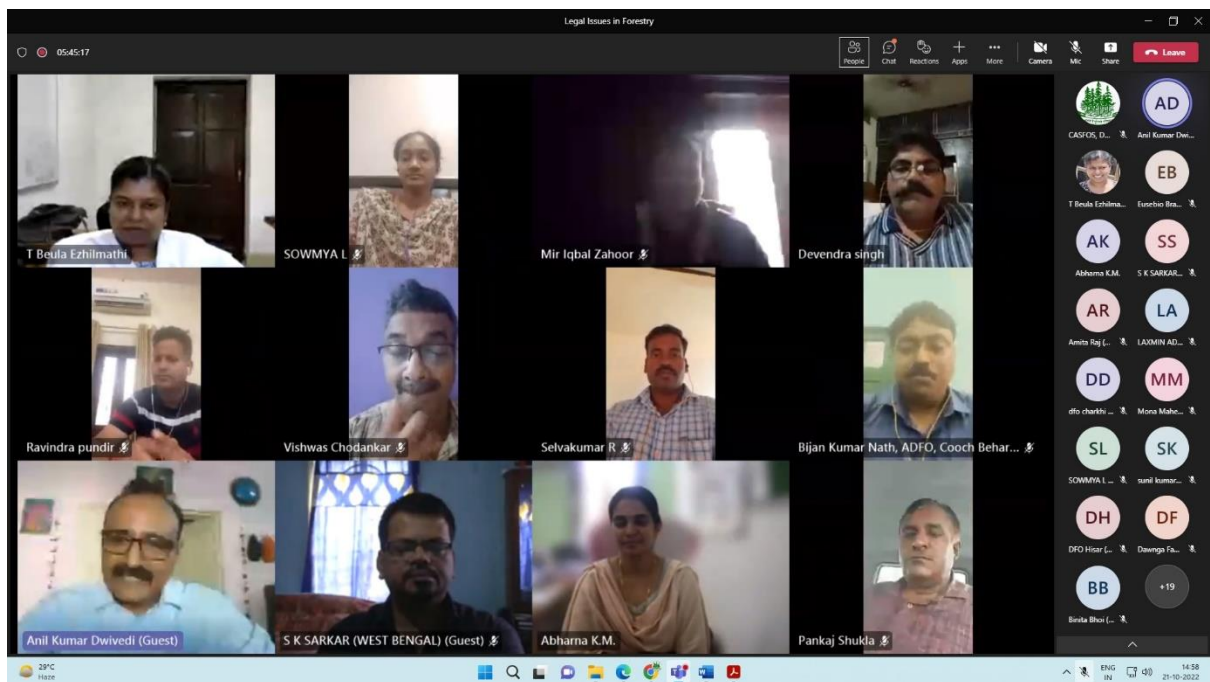 Legal Issues in Forestry
05:45:17
People
Chat
Reactions
Apps
More
Camera
Mic
Share
Leave
T Beula Ezhilmathi
SOWMYA L
Mir Iqbal Zahoor
Devendra singh
Ravindra pundir
Vishwas Chodankar
Selvakumar R
Bijan Kumar Nath, ADFO, Cooch Behar...
Anil Kumar Dwivedi (Guest)
S K SARKAR (WEST BENGAL) (Guest)
Abharna K.M.
Pankaj Shukla
CASFOS, D...
AD
Anil Kumar Dwi...
T Beula Ezhilma...
EB
Eusebio Bra...
AK
Abharna K.M.
SS
S K SARKAR...
AR
Amita Raj (...
LA
LAXMIN AD...
DD
dfo charkhi ...
MM
Mona Mahe...
SL
SOWMYA L ...
SK
sunil kumar...
DH
DFO Hisar (...
DF
Dawnga Fa...
BB
Binita Bhoi (...
+19
29°C
Haze
ENG
IN
14:58
21-10-2022